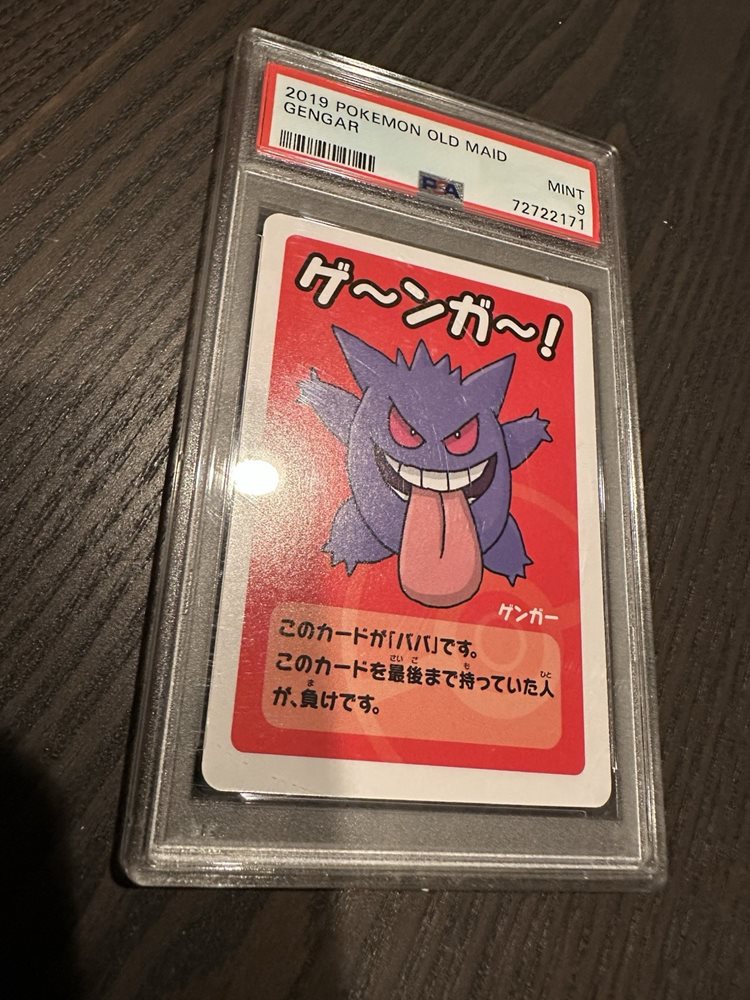 2019 POKEMON OLD MAID
GENGAR
MINT
9
PSA
72722171
ゲ〜ンガ〜!
ゲンガー
このカードが「ババ」です。
このカードを最後まで持っていた人
が、負けです。